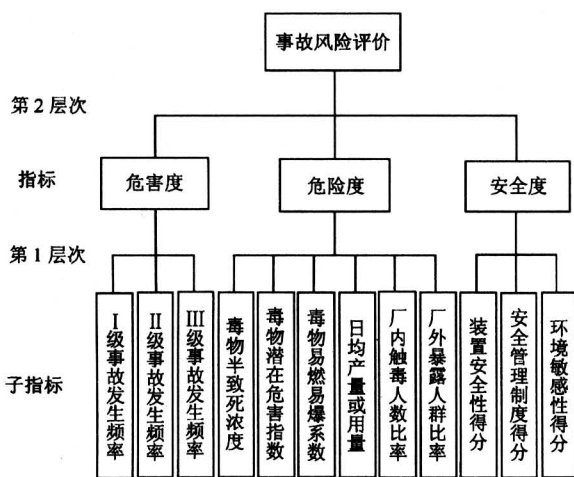 事故风险评价
第2层次
指标
危害度
危险度
安全度
第1层次
子指标
Ⅰ级事故发生频率
Ⅱ级事故发生频率
Ⅲ级事故发生频率
毒物半致死浓度
毒物潜在危害指数
毒物易燃易爆系数
日均产量或用量
厂内触毒人数比率
厂外暴露人群比率
装置安全性得分
安全管理制度得分
环境敏感性得分